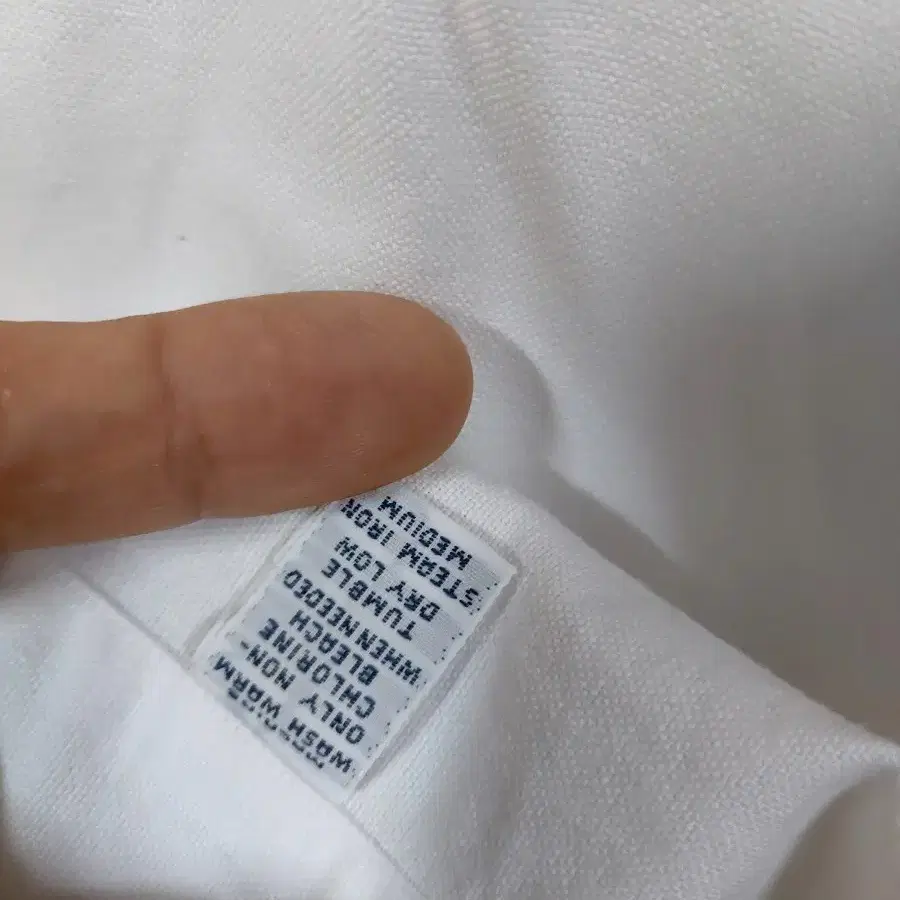 WASH WARM
ONLY NON-
CHLORINE
BLEACH
WHEN NEEDED
TUMBLE
DRY LOW
STEAM IRON
MEDIUM